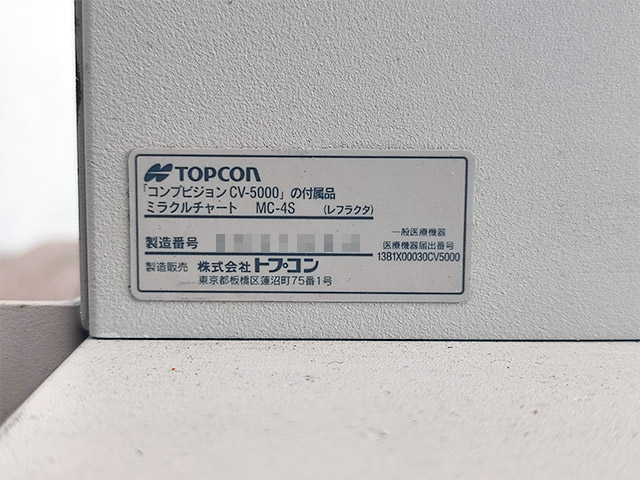 TOPCON
「コンプビジョン CV-5000」の付属品
ミラクルチャート MC-4S (レフラクタ)
製造番号
一般医療機器
医療機器届出番号
13B1X00030CV5000
製造販売 株式会社トプコン
東京都板橋区蓮沼町75番1号